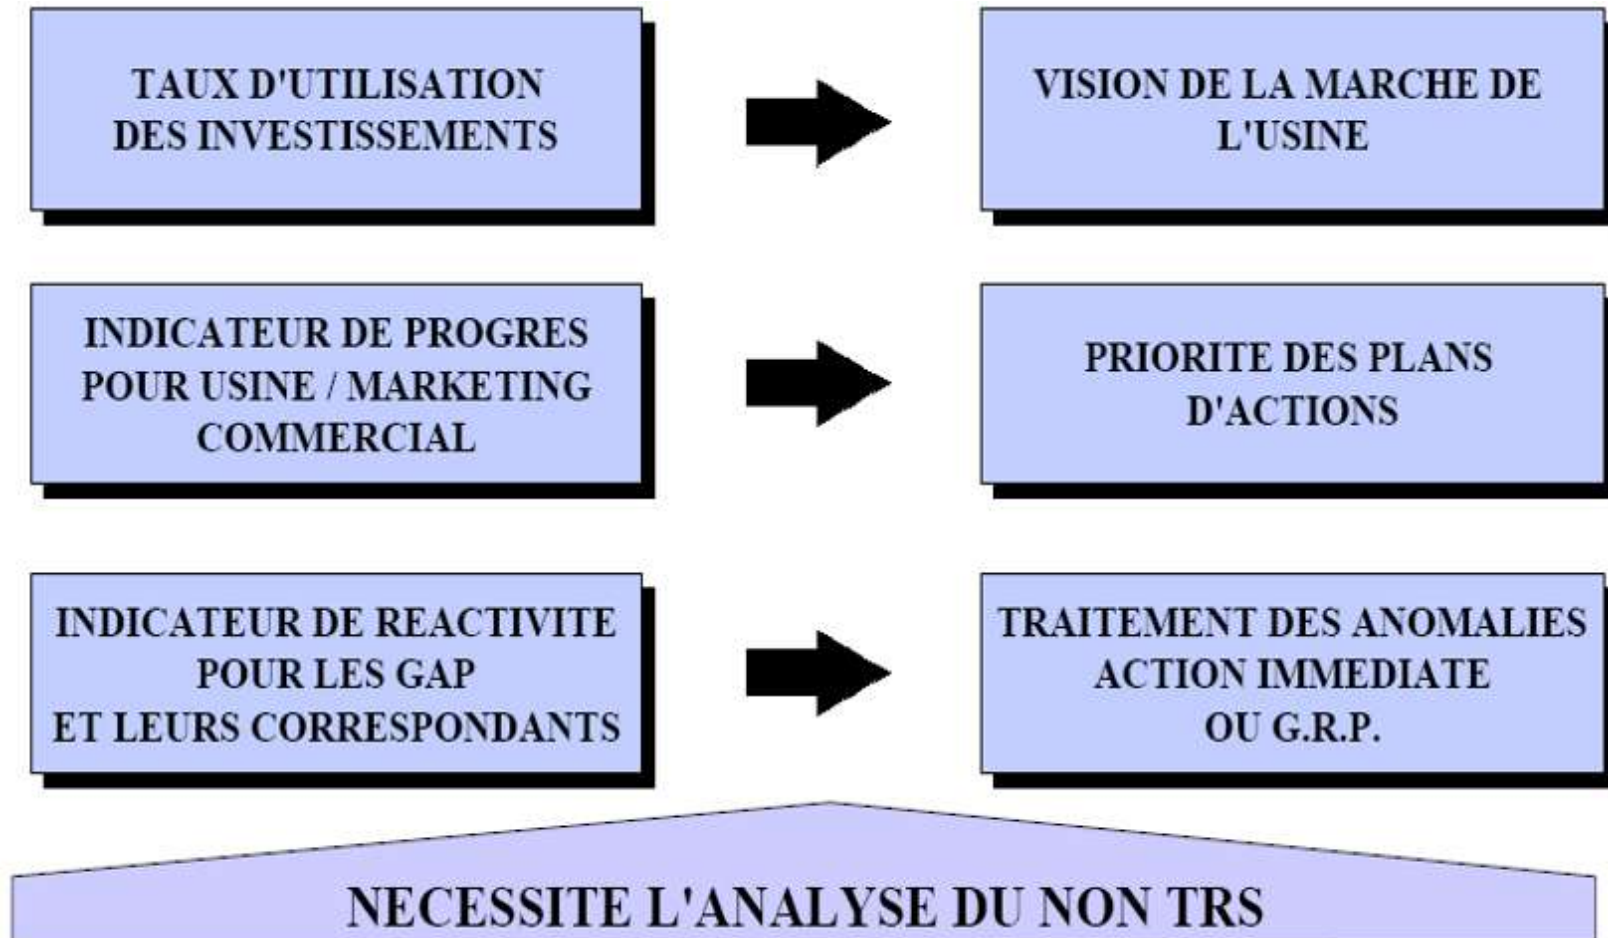 TAUX D'UTILISATION
DES INVESTISSEMENTS
VISION DE LA MARCHE DE
L'USINE
INDICATEUR DE PROGRES
POUR USINE / MARKETING
COMMERCIAL
PRIORITE DES PLANS
D'ACTIONS
INDICATEUR DE REACTIVITE
POUR LES GAP
ET LEURS CORRESPONDANTS
TRAITEMENT DES ANOMALIES
ACTION IMMEDIATE
OU G.R.P.
NECESSITE L'ANALYSE DU NON TRS